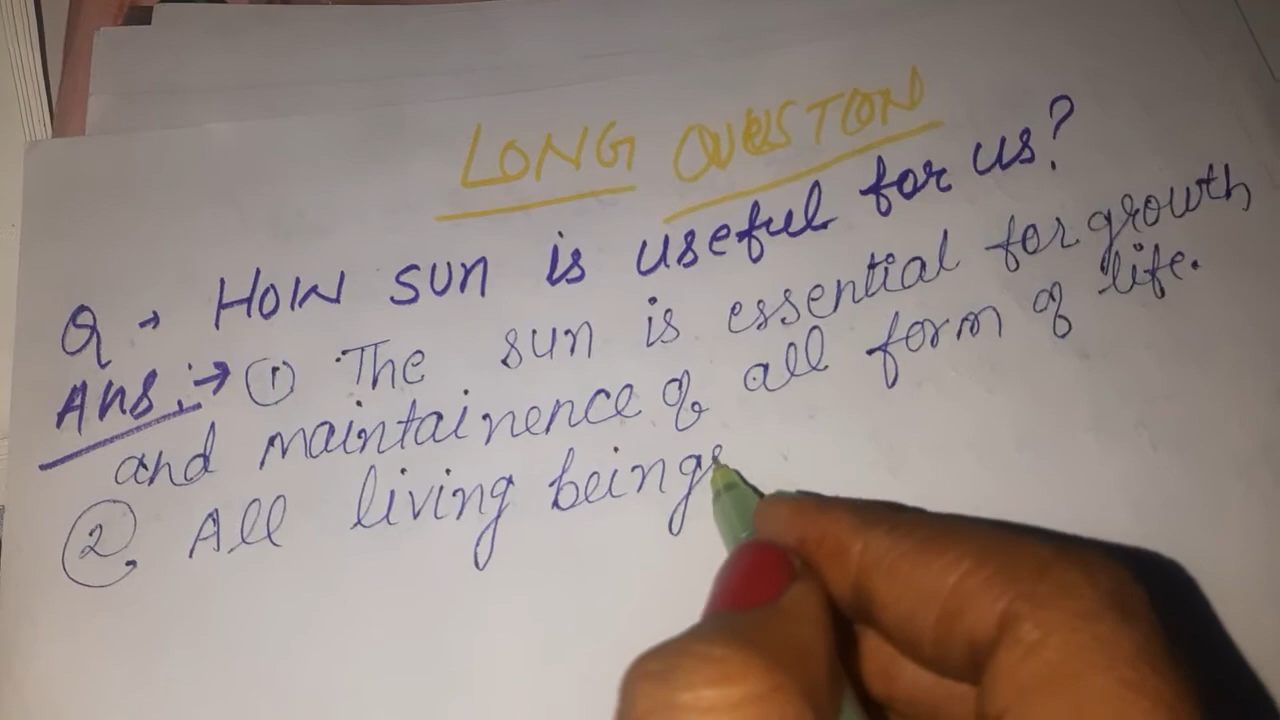 LONG QUESTON
Q → HOW SUN is useful for us?
Ans :→ ① The sun is essential for growth
and maintainence of all form of life.
②. All living beings